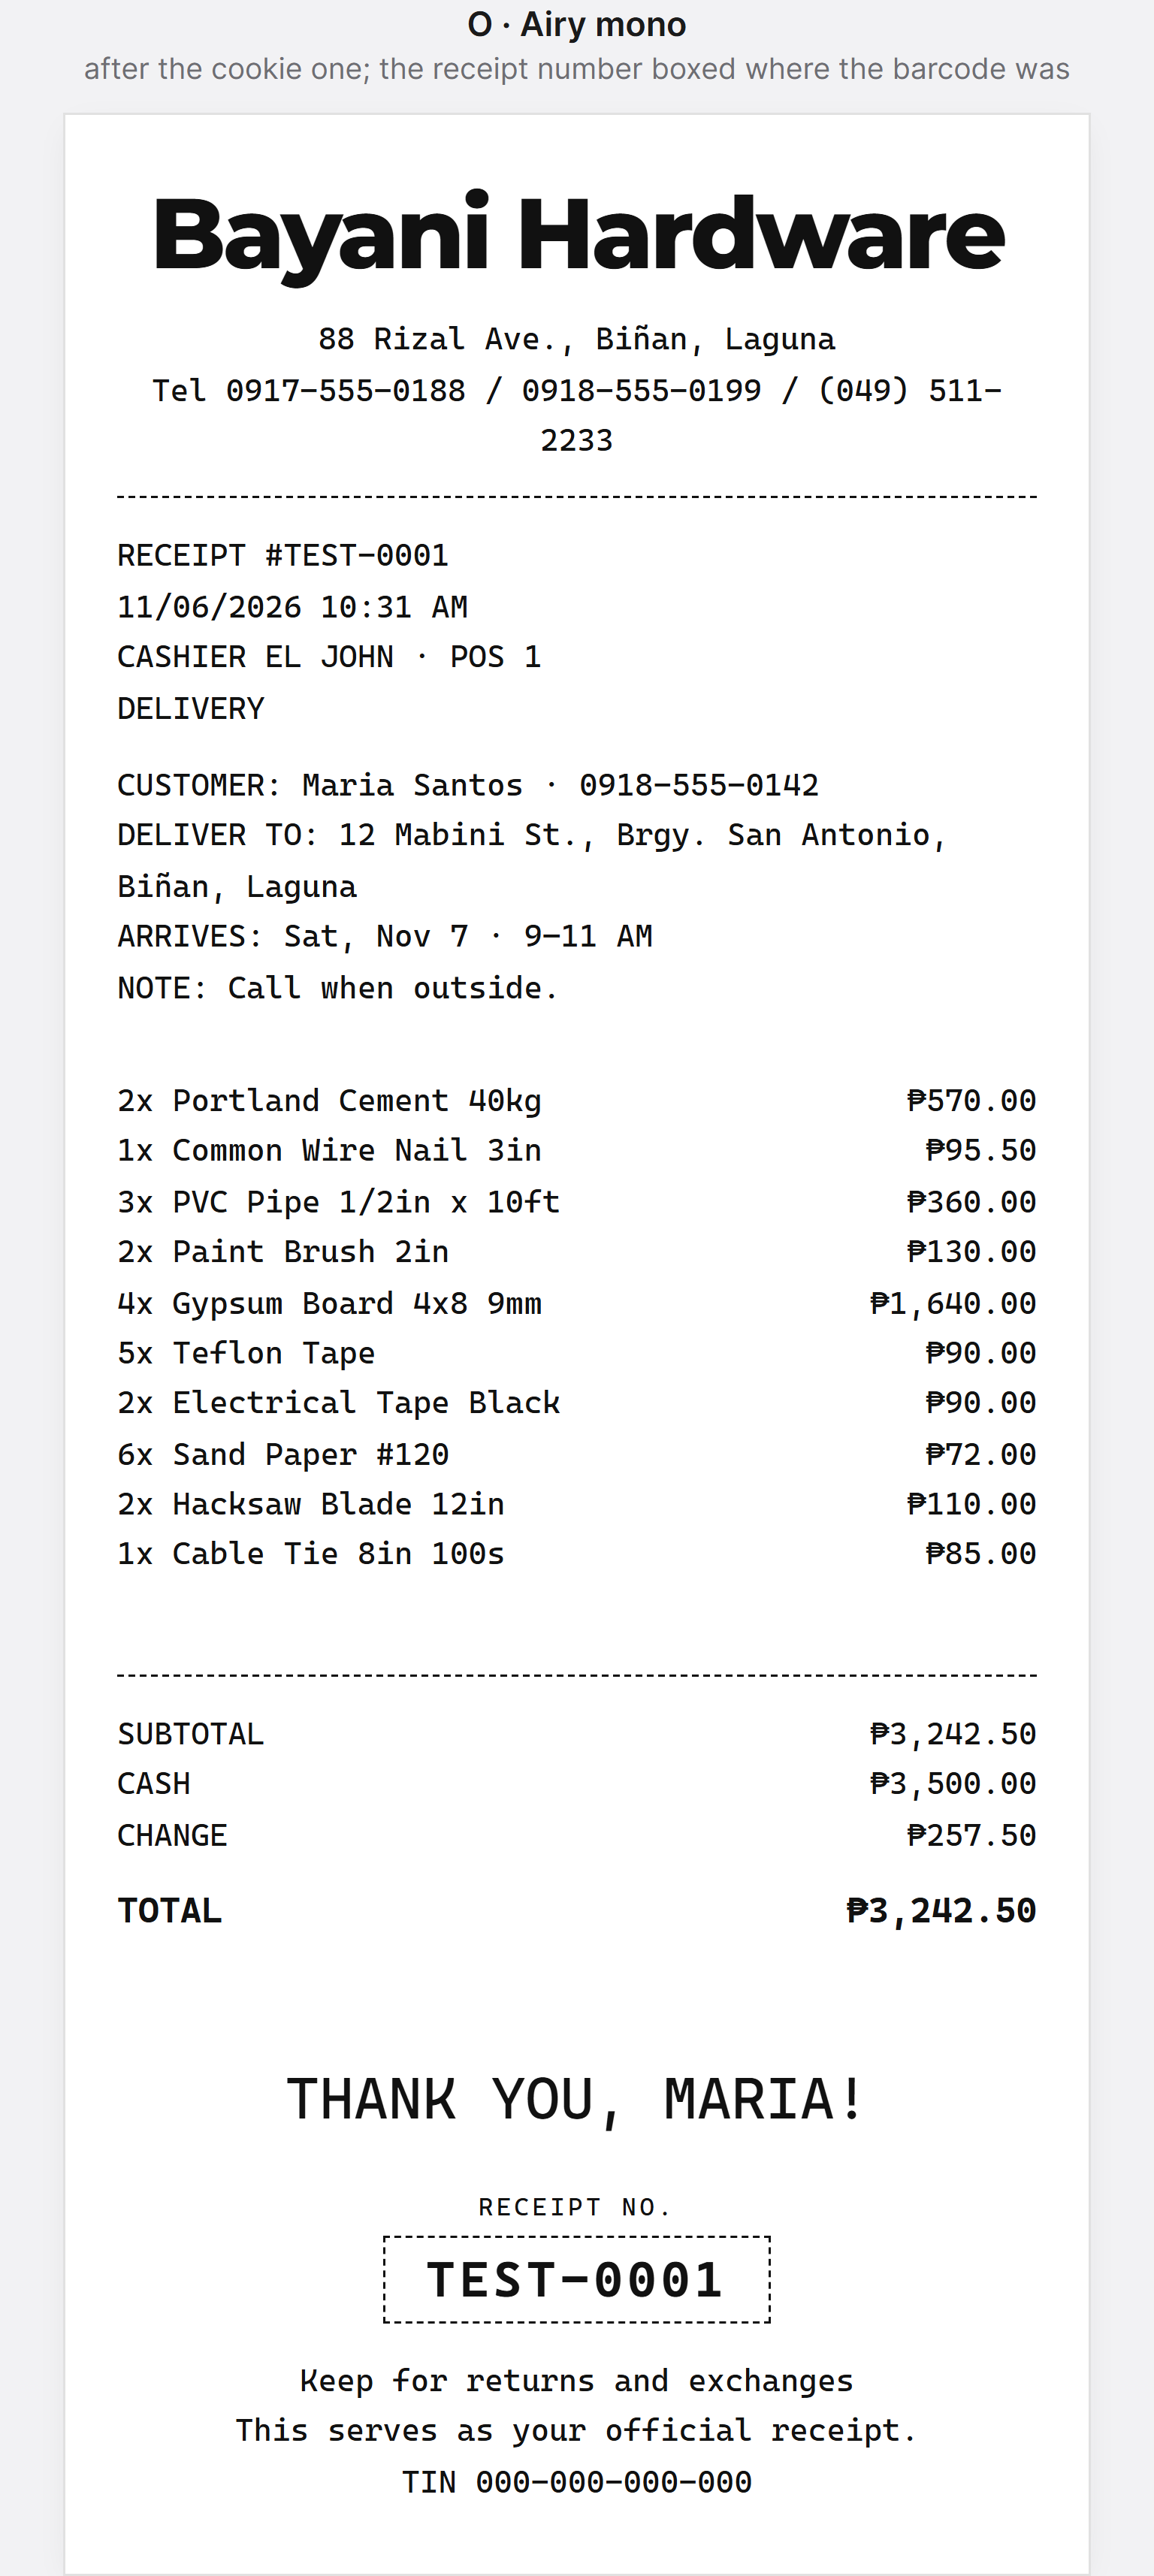 O · Airy mono
after the cookie one; the receipt number boxed where the barcode was
Bayani Hardware
88 Rizal Ave., Biñan, Laguna
Tel 0917-555-0188 / 0918-555-0199 / (049) 511-
2233
RECEIPT #TEST-0001
11/06/2026 10:31 AM
CASHIER EL JOHN · POS 1
DELIVERY
CUSTOMER: Maria Santos · 0918-555-0142
DELIVER TO: 12 Mabini St., Brgy. San Antonio,
Biñan, Laguna
ARRIVES: Sat, Nov 7 · 9-11 AM
NOTE: Call when outside.
2x Portland Cement 40kg ₱570.00
1x Common Wire Nail 3in ₱95.50
3x PVC Pipe 1/2in x 10ft ₱360.00
2x Paint Brush 2in ₱130.00
4x Gypsum Board 4x8 9mm ₱1,640.00
5x Teflon Tape ₱90.00
2x Electrical Tape Black ₱90.00
6x Sand Paper #120 ₱72.00
2x Hacksaw Blade 12in ₱110.00
1x Cable Tie 8in 100s ₱85.00
SUBTOTAL ₱3,242.50
CASH ₱3,500.00
CHANGE ₱257.50
TOTAL ₱3,242.50
THANK YOU, MARIA!
RECEIPT NO.
TEST-0001
Keep for returns and exchanges
This serves as your official receipt.
TIN 000-000-000-000